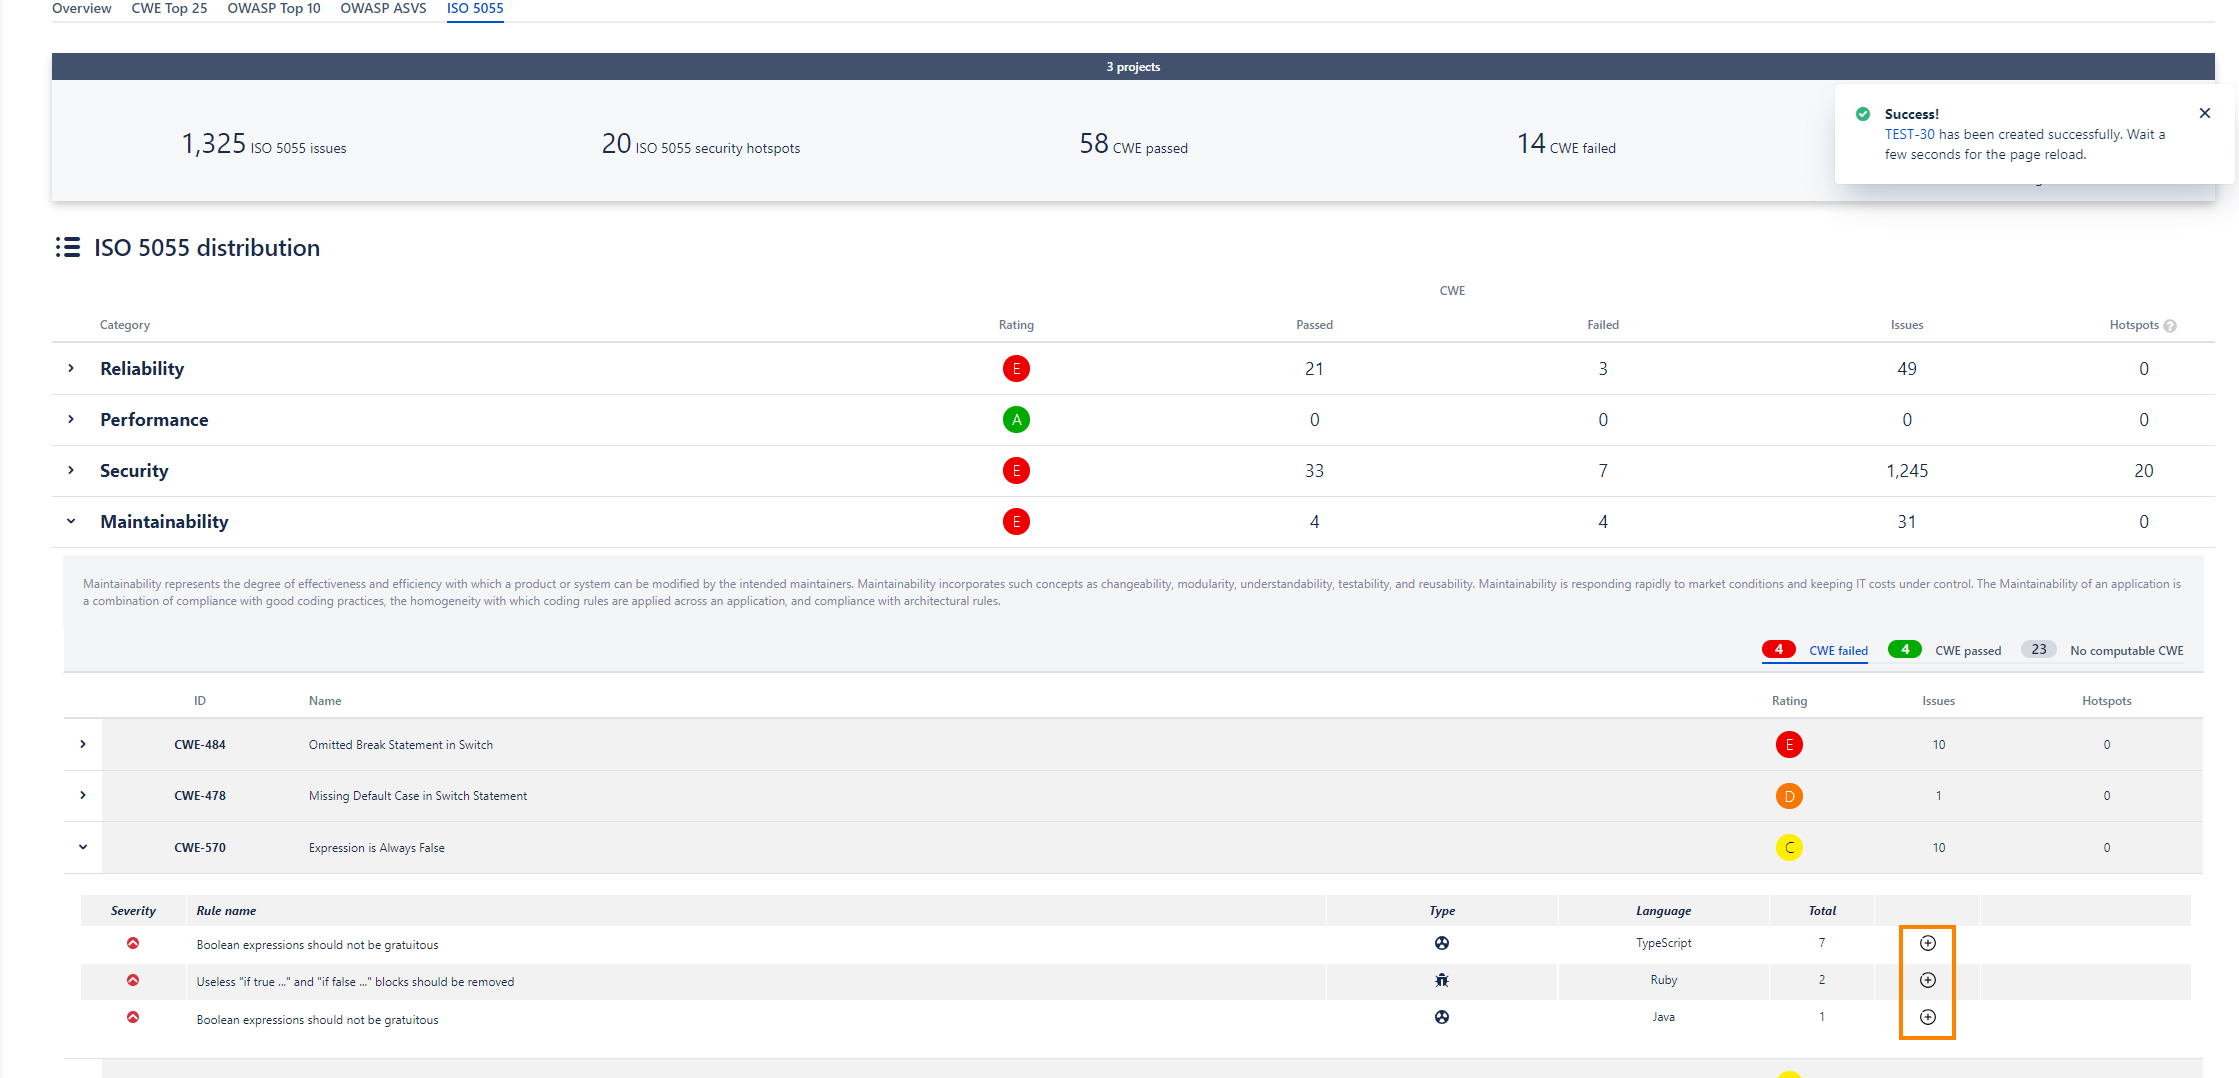 Overview CWE Top 25 OWASP Top 10 OWASP ASVS ISO 5055
3 projects
1,325 ISO 5055 issues 20 ISO 5055 security hotspots 58 CWE passed 14 CWE failed
Success!
TEST-30 has been created successfully. Wait a
few seconds for the page reload.
ISO 5055 distribution
CWE
Category Rating Passed Failed Issues Hotspots ?
Reliability E 21 3 49 0
Performance A 0 0 0 0
Security E 33 7 1,245 20
Maintainability E 4 4 31 0
Maintainability represents the degree of effectiveness and efficiency with which a product or system can be modified by the intended maintainers. Maintainability incorporates such concepts as changeability, modularity, understandability, testability, and reusability. Maintainability is responding rapidly to market conditions and keeping IT costs under control. The Maintainability of an application is
a combination of compliance with good coding practices, the homogeneity with which coding rules are applied across an application, and compliance with architectural rules.
4 CWE failed 4 CWE passed 23 No computable CWE
ID Name Rating Issues Hotspots
CWE-484 Omitted Break Statement in Switch E 10 0
CWE-478 Missing Default Case in Switch Statement D 1 0
CWE-570 Expression is Always False C 10 0
Severity Rule name Type Language Total
Boolean expressions should not be gratuitous TypeScript 7
Useless "if true ..." and "if false ..." blocks should be removed Ruby 2
Boolean expressions should not be gratuitous Java 1